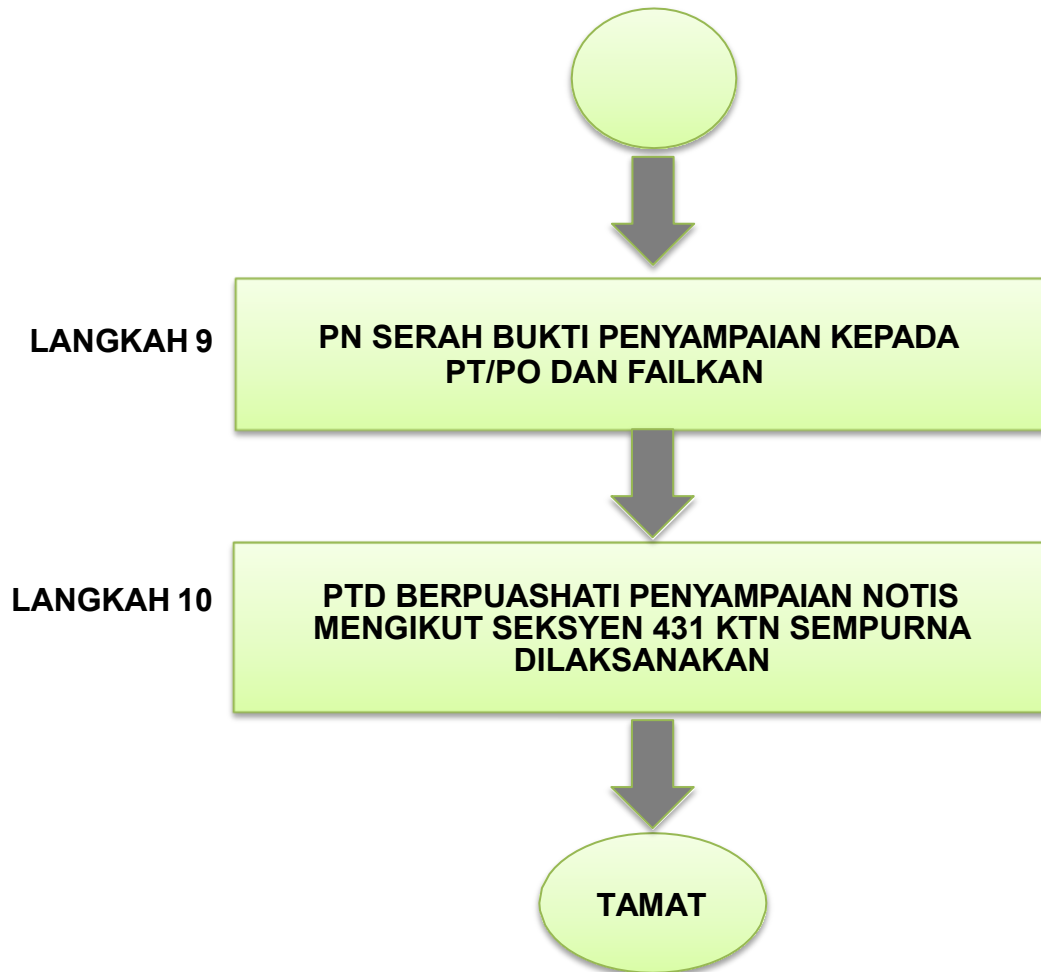 LANGKAH 9
PN SERAH BUKTI PENYAMPAIAN KEPADA
PT/PO DAN FAILKAN
LANGKAH 10
PTD BERPUASHATI PENYAMPAIAN NOTIS
MENGIKUT SEKSYEN 431 KTN SEMPURNA
DILAKSANAKAN
TAMAT